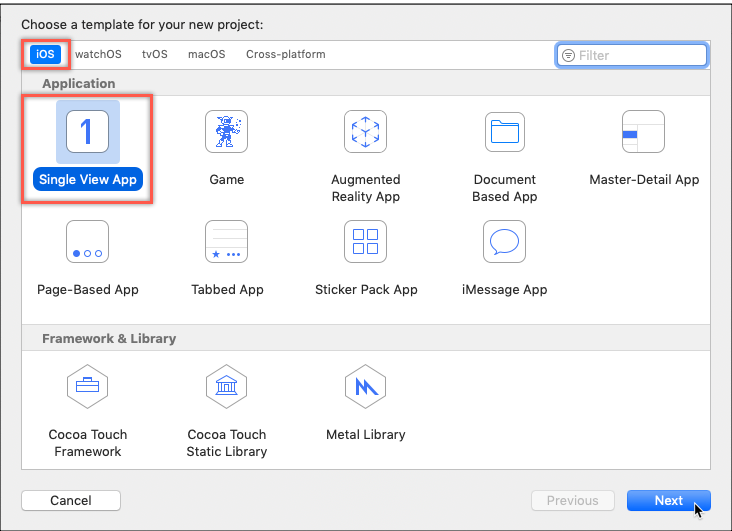 Choose a template for your new project:
iOS watchOS tvOS macOS Cross-platform Filter
Application
1
Single View App Game Augmented Reality App Document Based App Master-Detail App
Page-Based App Tabbed App Sticker Pack App iMessage App
Framework & Library
Cocoa Touch Framework Cocoa Touch Static Library Metal Library
Cancel Previous Next